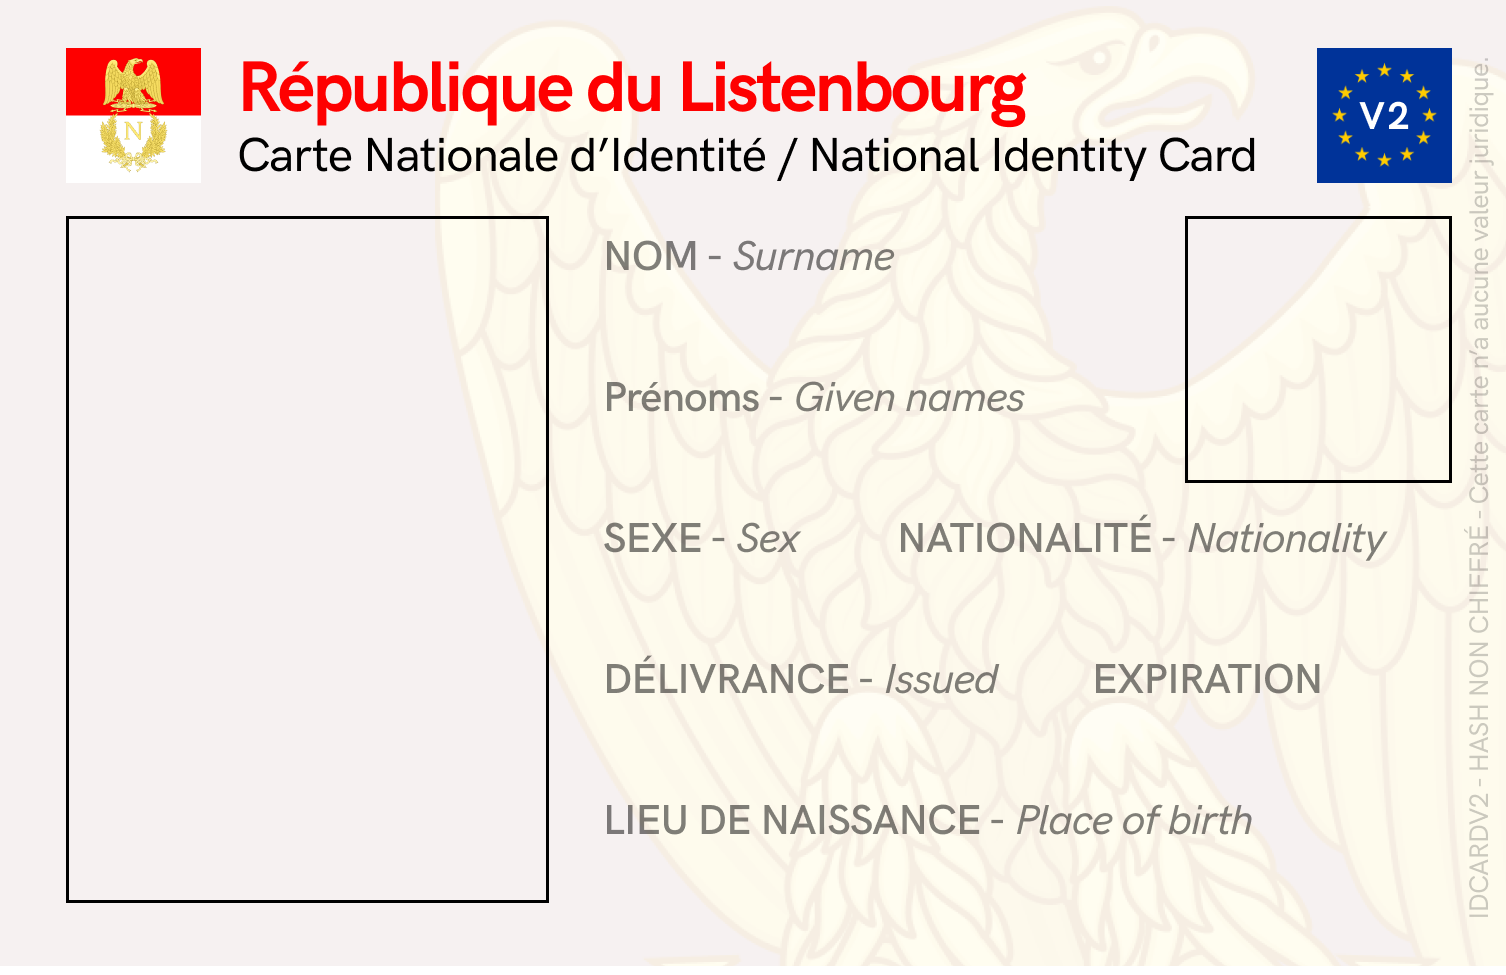 République du Listenbourg
Carte Nationale d’Identité / National Identity Card
N
V2
NOM - Surname
Prénoms - Given names
SEXE - Sex
NATIONALITÉ - Nationality
DÉLIVRANCE - Issued
EXPIRATION
LIEU DE NAISSANCE - Place of birth
IDCARDV2 - HASH NON CHIFFRÉ - Cette carte n’a aucune valeur juridique.